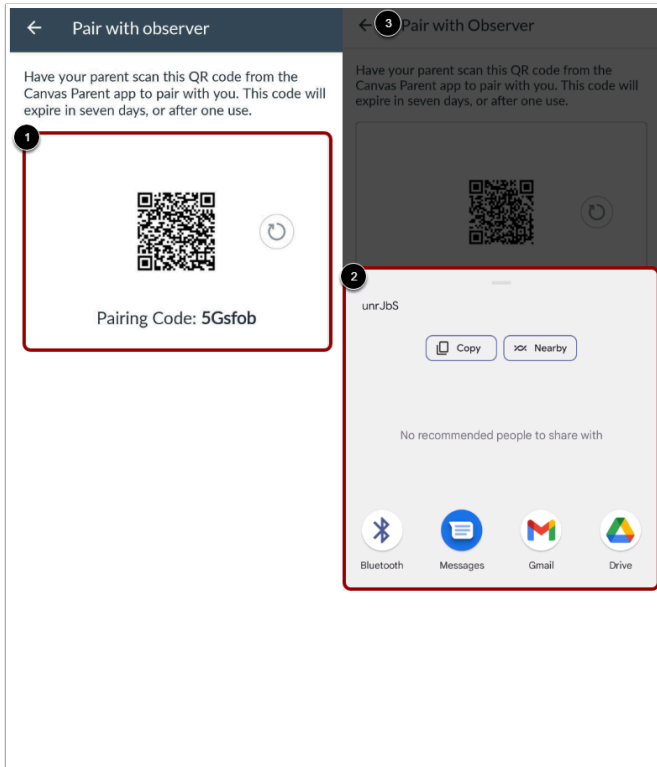 Pair with observer
Have your parent scan this QR code from the
Canvas Parent app to pair with you. This code will
expire in seven days, or after one use.
1
Pairing Code: 5Gsfob
3
Pair with Observer
Have your parent scan this QR code from the
Canvas Parent app to pair with you. This code will
expire in seven days, or after one use.
2
unrJbS
Copy Nearby
No recommended people to share with
Bluetooth Messages Gmail Drive